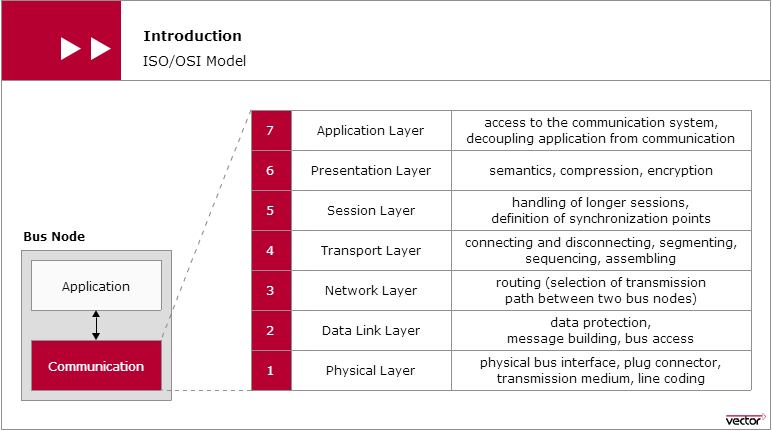 Introduction
ISO/OSI Model
Bus Node
Application
Communication
7
Application Layer
access to the communication system,
decoupling application from communication
6
Presentation Layer
semantics, compression, encryption
5
Session Layer
handling of longer sessions,
definition of synchronization points
4
Transport Layer
connecting and disconnecting, segmenting,
sequencing, assembling
3
Network Layer
routing (selection of transmission
path between two bus nodes)
2
Data Link Layer
data protection,
message building, bus access
1
Physical Layer
physical bus interface, plug connector,
transmission medium, line coding
vector